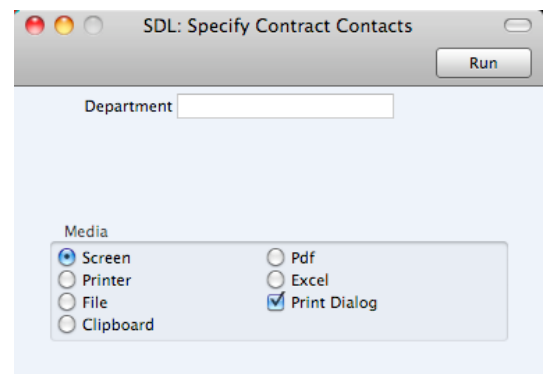 SDL: Specify Contract Contacts
Run
Department
Media
Screen
Pdf
Printer
Excel
File
Print Dialog
Clipboard